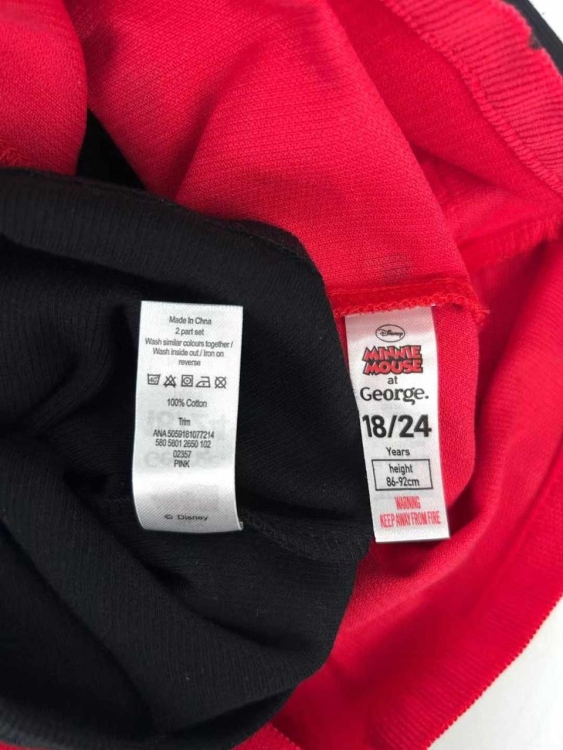 Made In China
2 part set
Wash similar colours together /
Wash inside out / Iron on
reverse
100% Cotton
Trim
ANA 5059181077214
580 5601 2650 102
02357
PINK
© Disney
Disney
MINNIE
MOUSE
at
George.
18/24
Years
height
86-92cm
WARNING
KEEP AWAY FROM FIRE